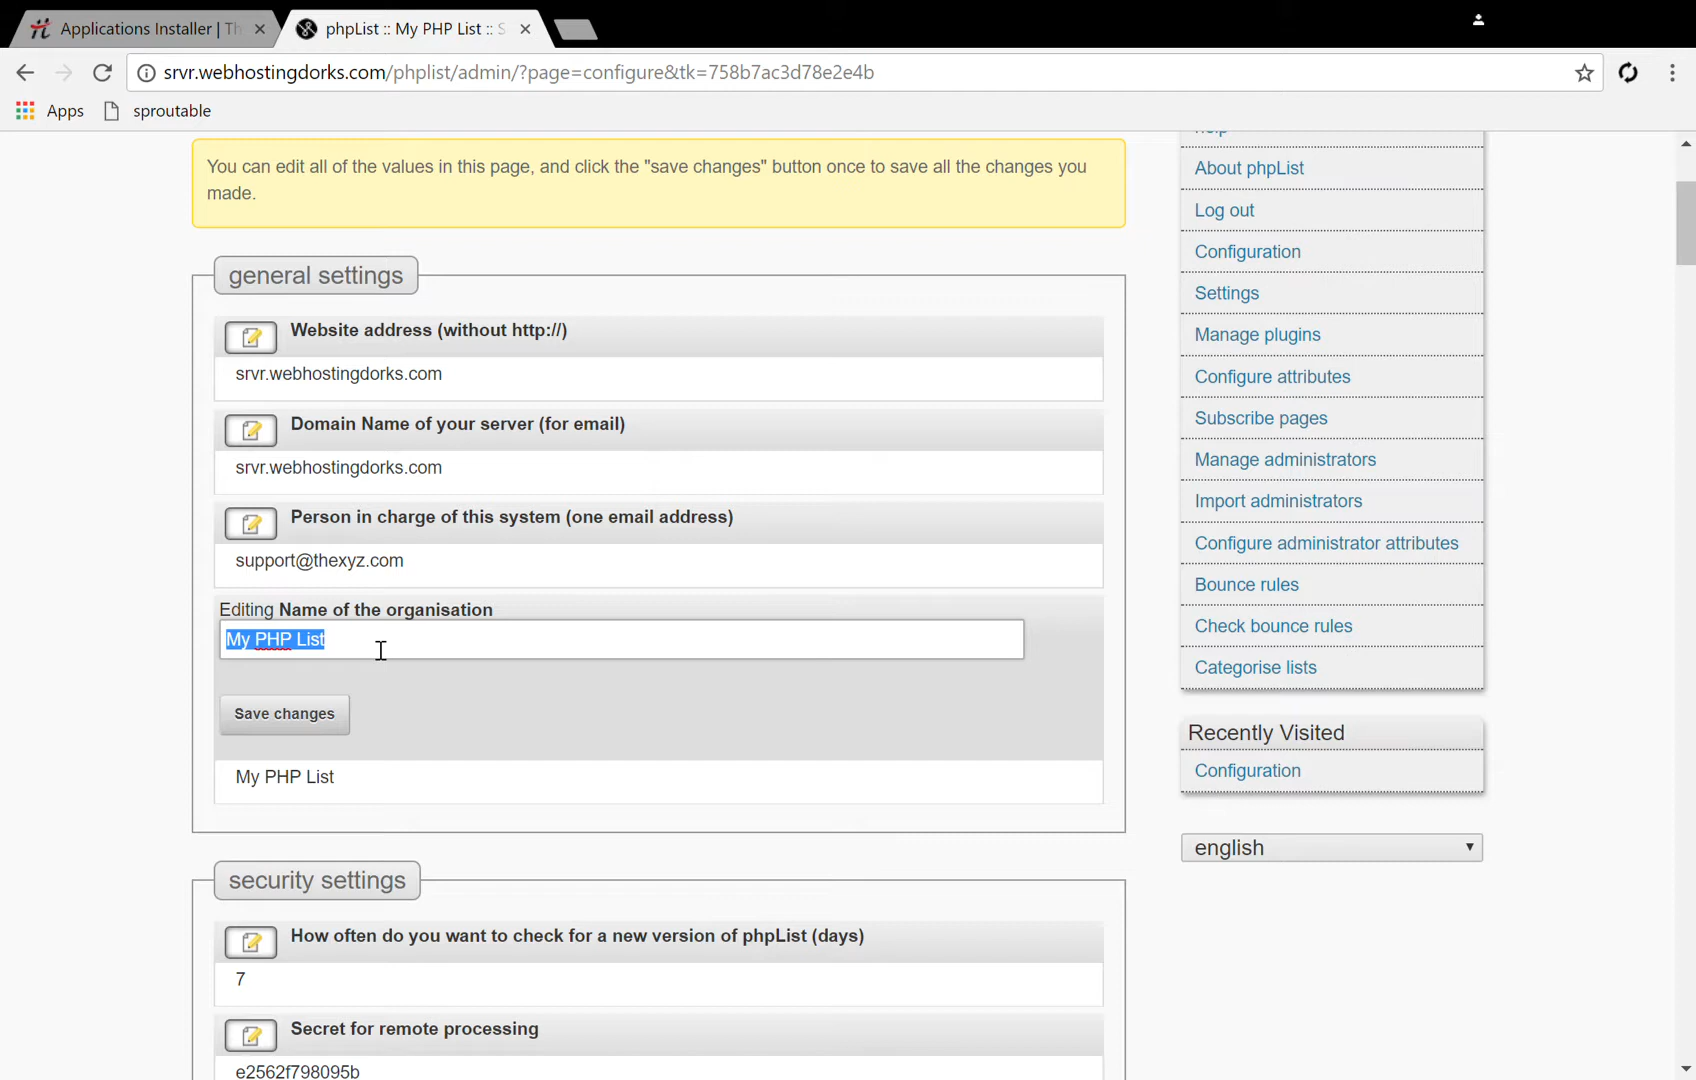 Applications Installer | Th
phpList :: My PHP List :: S
srvr.webhostingdorks.com/phplist/admin/?page=configure&tk=758b7ac3d78e2e4b
Apps
sproutable
You can edit all of the values in this page, and click the "save changes" button once to save all the changes you
made.
general settings
Website address (without http://)
srvr.webhostingdorks.com
Domain Name of your server (for email)
srvr.webhostingdorks.com
Person in charge of this system (one email address)
support@thexyz.com
Editing Name of the organisation
My PHP List
Save changes
My PHP List
security settings
How often do you want to check for a new version of phpList (days)
7
Secret for remote processing
e2562f798095b
help
About phpList
Log out
Configuration
Settings
Manage plugins
Configure attributes
Subscribe pages
Manage administrators
Import administrators
Configure administrator attributes
Bounce rules
Check bounce rules
Categorise lists
Recently Visited
Configuration
english